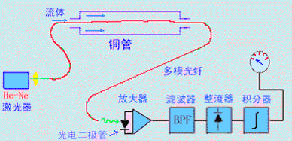 流体
铜管
多模光纤
He-Ne
激光器
放大器
滤波器
整流器
积分器
BPF
∫
光电二极管